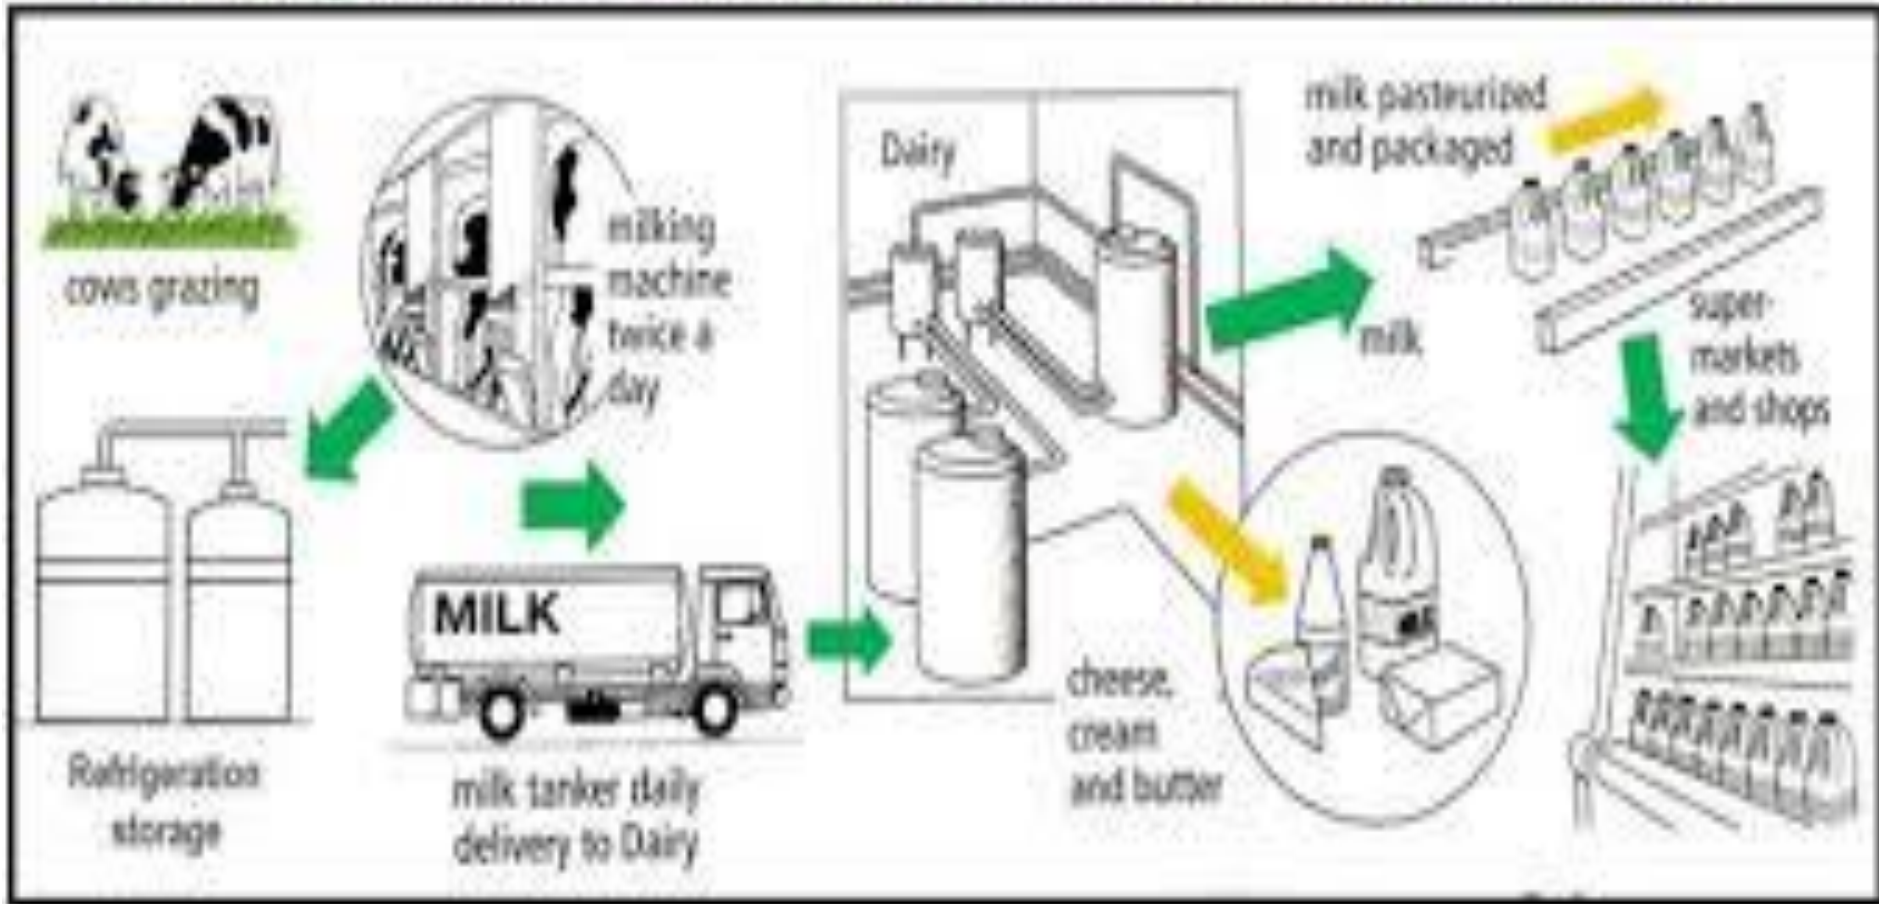 cows grazing
milking
machine
twice a
day
Refrigeration
storage
MILK
milk tanker daily
delivery to Dairy
Dairy
cheese,
cream
and butter
milk
milk pasteurized
and packaged
super-
markets
and shops